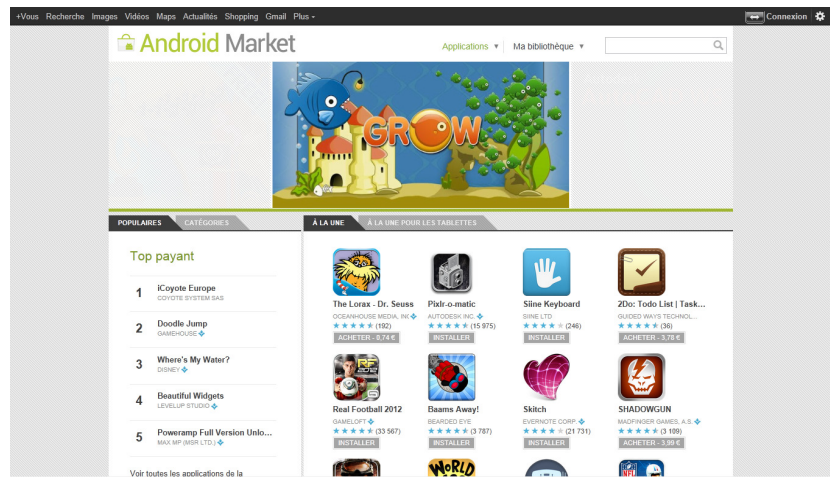 +Vous Recherche Images Vidéos Maps Actualités Shopping Gmail Plus
Connexion
Android Market
Applications ▼ Ma bibliothèque ▼
GROW
POPULAIRES CATÉGORIES
À LA UNE À LA UNE POUR LES TABLETTES
Top payant
1 iCoyote Europe
COYOTE SYSTEM SAS
2 Doodle Jump
GAMEHOUSE
3 Where's My Water?
DISNEY
4 Beautiful Widgets
LEVELUP STUDIO
5 Poweramp Full Version Unlo...
MAX MP (MSR LTD.)
Voir toutes les applications de la
The Lorax - Dr. Seuss Pixlr-o-matic Siine Keyboard 2Do: Todo List | Task...
OCEANHOUSE MEDIA, INC AUTODESK INC. SIINE LTD GUIDED WAYS TECHNOL...
(192) (15 975) (246) (36)
ACHETER - 0,74 € INSTALLER INSTALLER ACHETER - 3,78 €
RF 2012
Real Football 2012 Baams Away! Skitch SHADOWGUN
GAMELOFT BEARDED EYE EVERNOTE CORP. MADFINGER GAMES, A.S.
(33 567) (3 787) (21 731) (3 109)
INSTALLER INSTALLER INSTALLER ACHETER - 3,99 €
WORLD
NFL